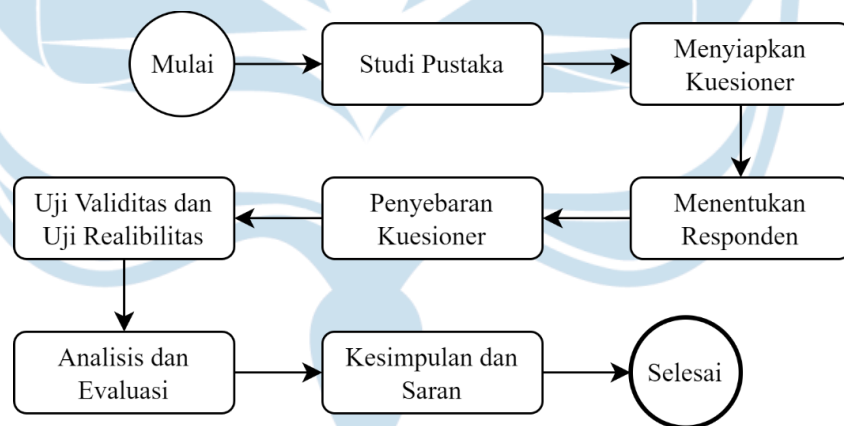 Mulai
Studi Pustaka
Menyiapkan
Kuesioner
Menentukan
Responden
Penyebaran
Kuesioner
Uji Validitas dan
Uji Realibilitas
Analisis dan
Evaluasi
Kesimpulan dan
Saran
Selesai